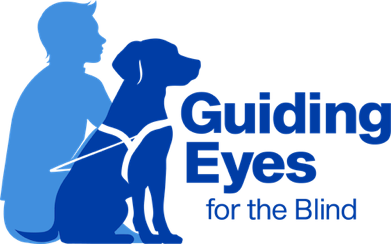 Guiding
Eyes
for the Blind